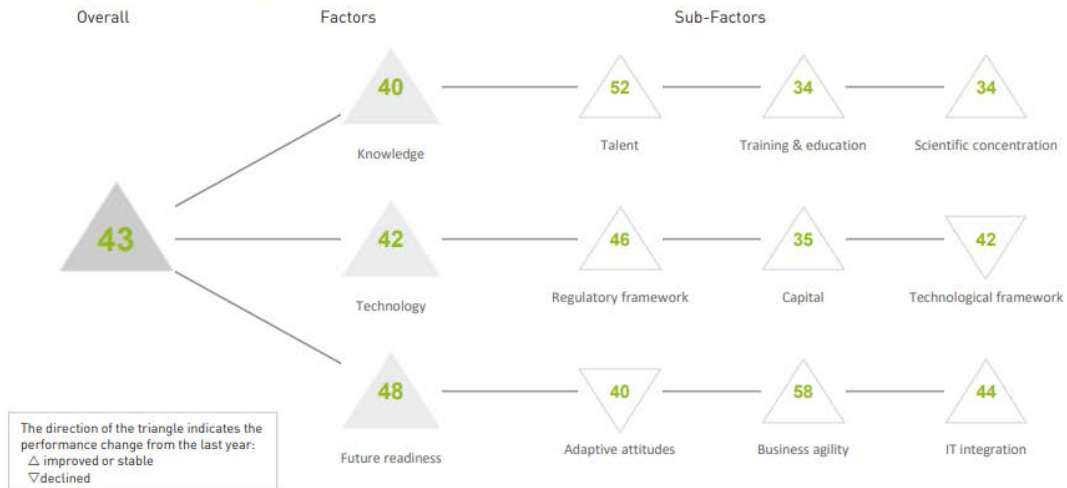 Overall Factors Sub-Factors
40 52 34 34
Knowledge Talent Training & education Scientific concentration
43 42 46 35 42
Technology Regulatory framework Capital Technological framework
48 40 58 44
Future readiness Adaptive attitudes Business agility IT integration
The direction of the triangle indicates the
performance change from the last year:
△ improved or stable
▽declined